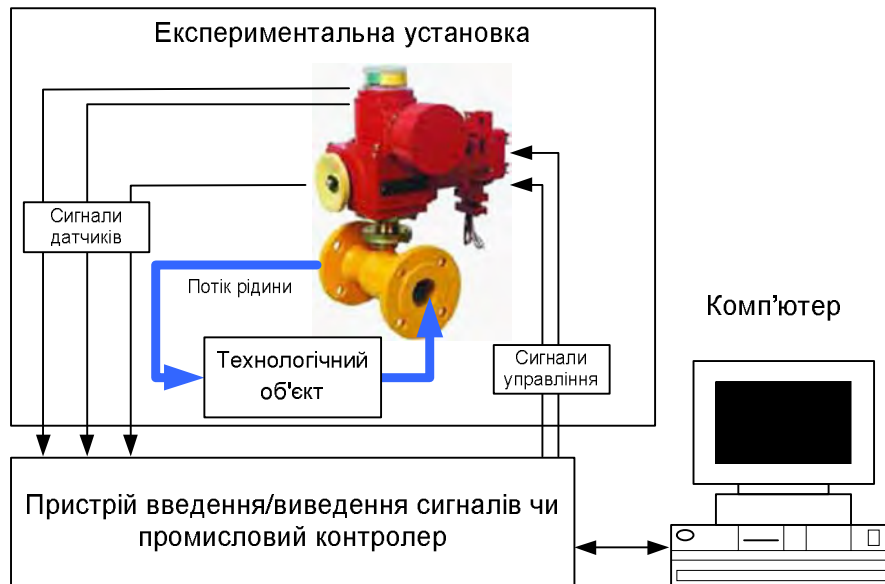 Експериментальна установка
Сигнали
датчиків
Потік рідини
Технологічний
об'єкт
Сигнали
управління
Комп’ютер
Пристрій введення/виведення сигналів чи
промисловий контролер